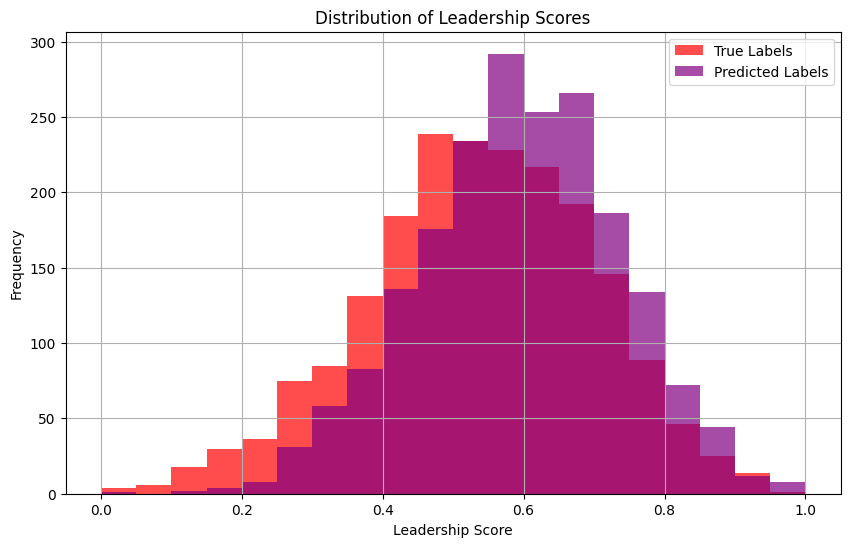 Distribution of Leadership Scores
True Labels
Predicted Labels
300
250
200
150
100
50
0
Frequency
0.0 0.2 0.4 0.6 0.8 1.0
Leadership Score